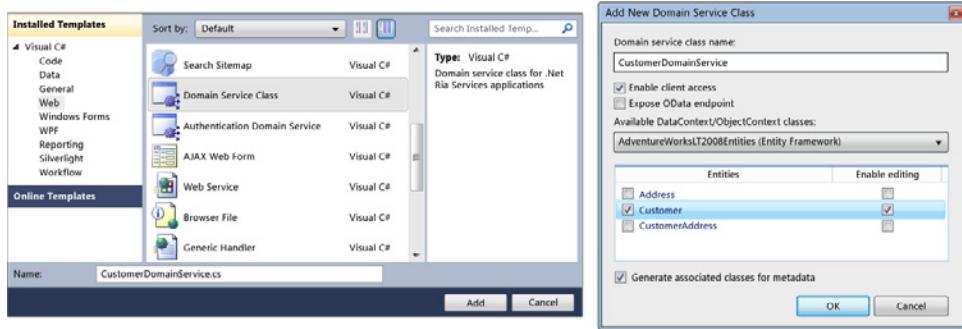 Installed Templates
Visual C#
Code
Data
General
Web
Windows Forms
WPF
Reporting
Silverlight
Workflow
Online Templates
Sort by: Default
Search Installed Temp...
Search Sitemap Visual C#
Domain Service Class Visual C#
Authentication Domain Service Visual C#
AJAX Web Form Visual C#
Web Service Visual C#
Browser File Visual C#
Generic Handler Visual C#
Type: Visual C#
Domain service class for .Net
Ria Services applications
Name: CustomerDomainService.cs
Add Cancel
Add New Domain Service Class
Domain service class name:
CustomerDomainService
Enable client access
Expose OData endpoint
Available DataContext/ObjectContext classes:
AdventureWorksLT2008Entities (Entity Framework)
Entities Enable editing
Address
Customer
CustomerAddress
Generate associated classes for metadata
OK Cancel